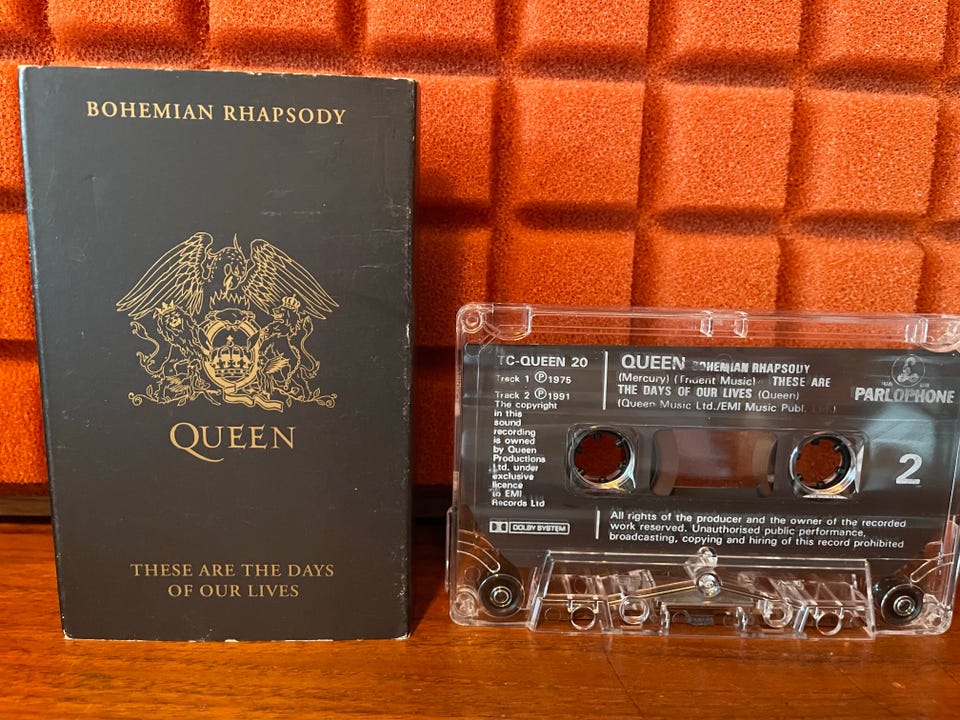 BOHEMIAN RHAPSODY
QUEEN
THESE ARE THE DAYS
OF OUR LIVES
TC-QUEEN 20
Track 1 Ⓟ1975
Track 2 Ⓟ1991
The copyright
in this
sound
recording
is owned
by Queen
Productions
Ltd. under
exclusive
licence
to EMI
Records Ltd
DOLBY SYSTEM
QUEEN BOHEMIAN RHAPSODY
(Mercury) (Trident Music) THESE ARE
THE DAYS OF OUR LIVES (Queen)
(Queen Music Ltd./EMI Music Publ. Ltd)
PARLOPHONE
2
All rights of the producer and the owner of the recorded
work reserved. Unauthorised public performance,
broadcasting, copying and hiring of this record prohibited